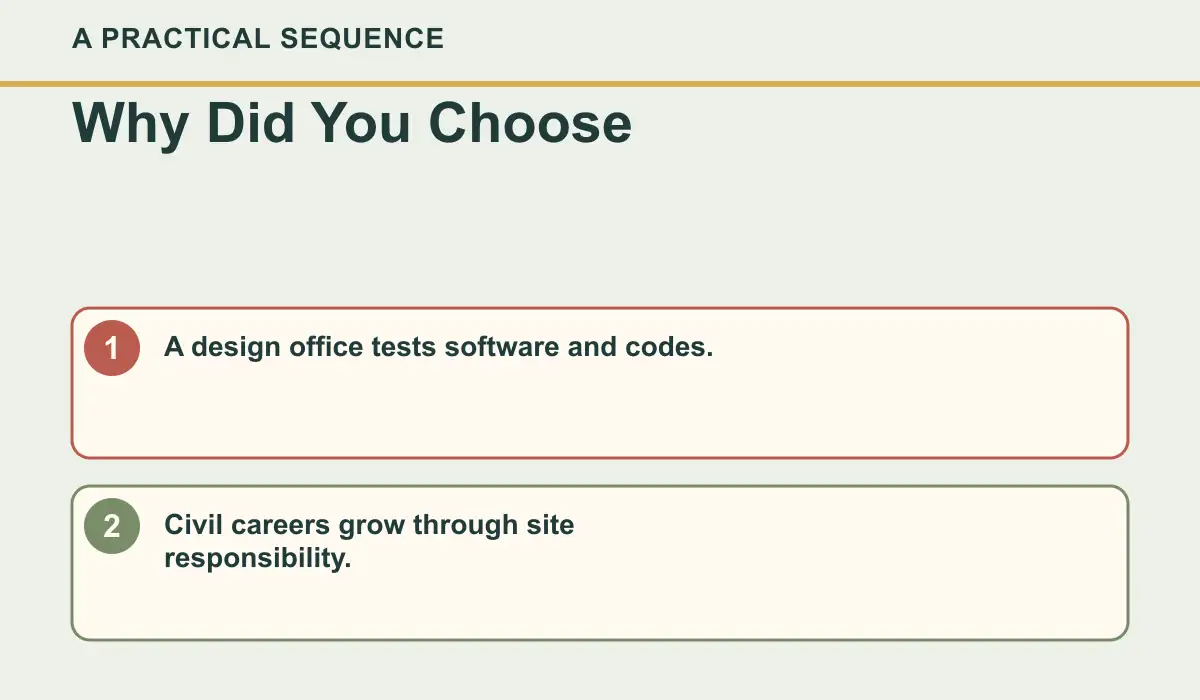 A PRACTICAL SEQUENCE
Why Did You Choose
1
A design office tests software and codes.
2
Civil careers grow through site
responsibility.